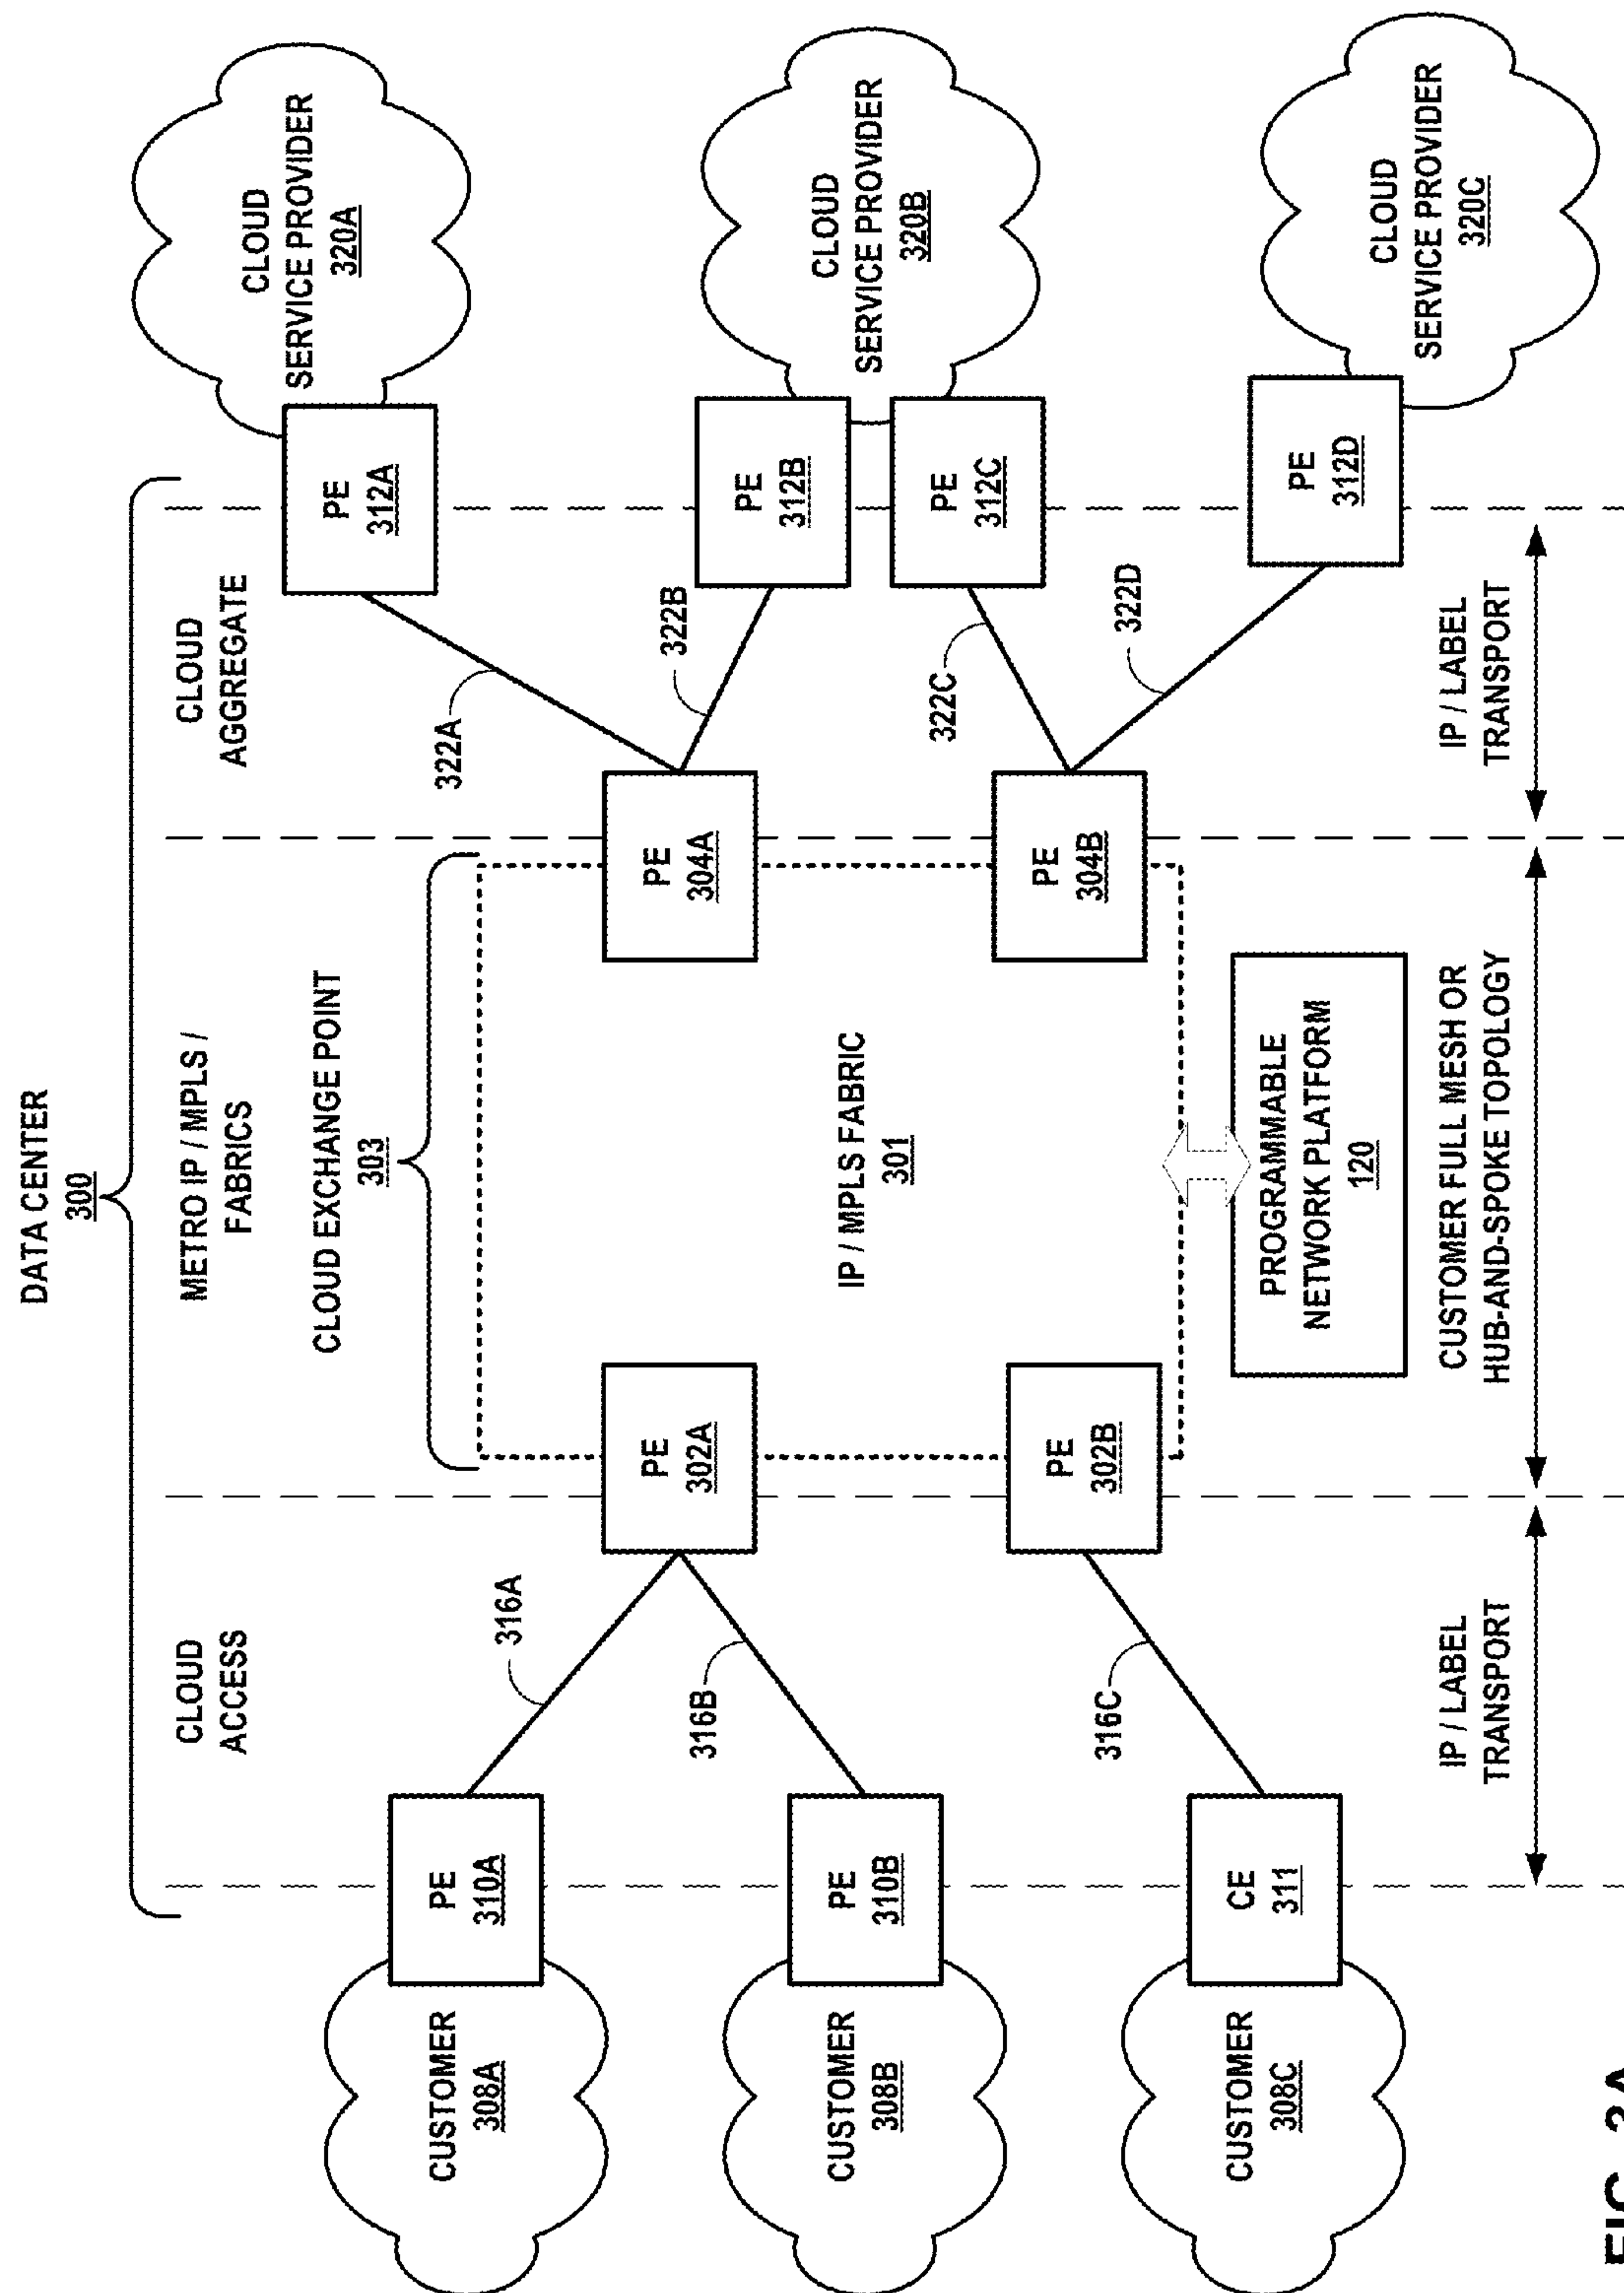 DATA CENTER
300
CLOUD
ACCESS
METRO IP / MPLS /
FABRICS
CLOUD
AGGREGATE
CLOUD EXCHANGE POINT
303
CUSTOMER
308A
PE
310A
316A
PE
302A
PE
304A
322A
PE
312A
CLOUD
SERVICE PROVIDER
320A
CUSTOMER
308B
PE
310B
316B
IP / MPLS FABRIC
301
322B
PE
312B
CLOUD
SERVICE PROVIDER
320B
322C
PE
312C
CUSTOMER
308C
CE
311
316C
PE
302B
PE
304B
322D
PE
312D
CLOUD
SERVICE PROVIDER
320C
PROGRAMMABLE
NETWORK PLATFORM
120
IP / LABEL
TRANSPORT
CUSTOMER FULL MESH OR
HUB-AND-SPOKE TOPOLOGY
IP / LABEL
TRANSPORT
FIG. 3A